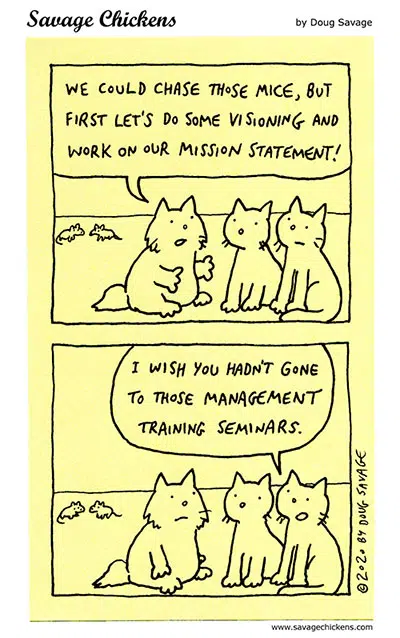 Savage Chickens
by Doug Savage
WE COULD CHASE THOSE MICE, BUT
FIRST LET'S DO SOME VISIONING AND
WORK ON OUR MISSION STATEMENT!
I WISH YOU HADN'T GONE
TO THOSE MANAGEMENT
TRAINING SEMINARS.
©2020 BY DOUG SAVAGE
www.savagechickens.com